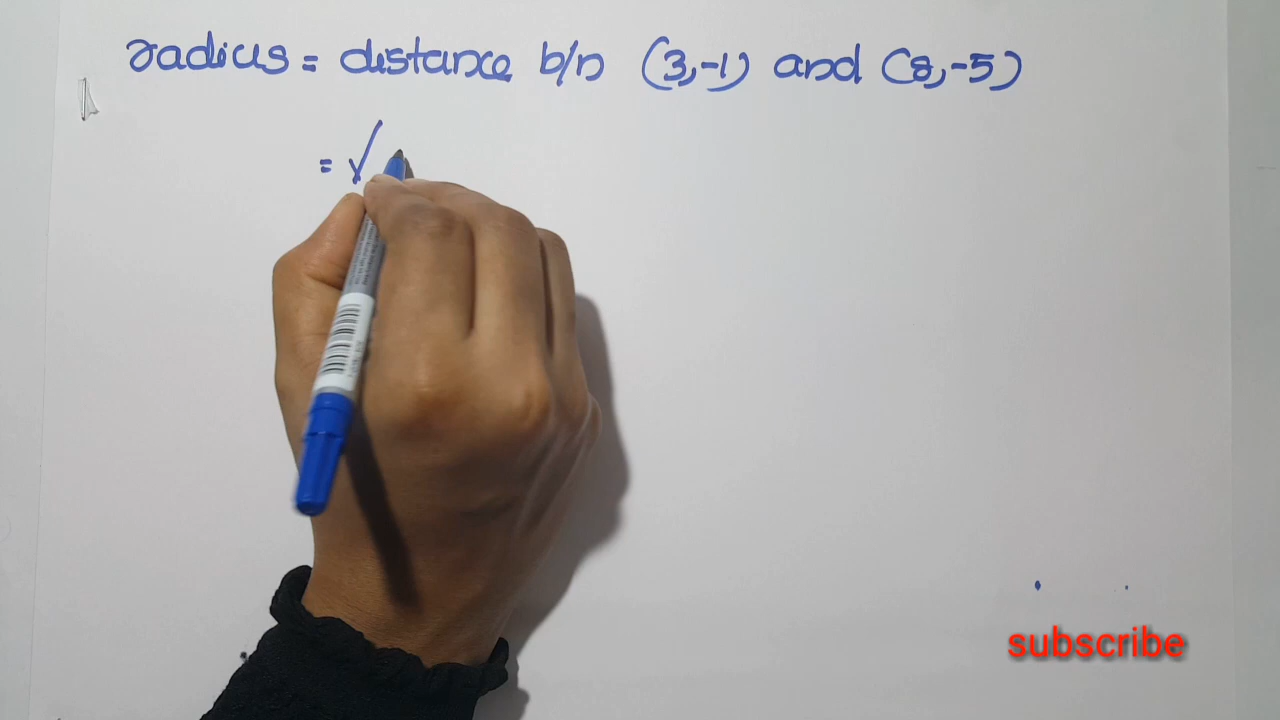 radius = distance b/n (3,-1) and (8,-5)
= √
subscribe